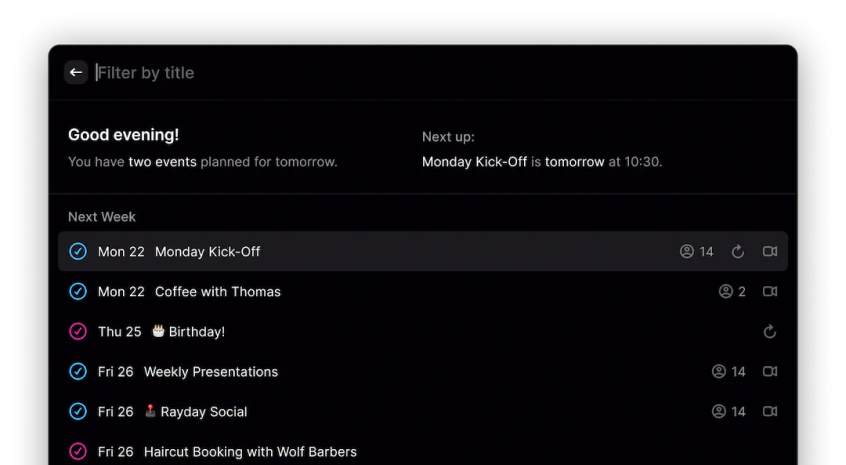 Filter by title
Good evening!
You have two events planned for tomorrow.
Next up:
Monday Kick-Off is tomorrow at 10:30.
Next Week
Mon 22 Monday Kick-Off 14
Mon 22 Coffee with Thomas 2
Thu 25 🎂 Birthday!
Fri 26 Weekly Presentations 14
Fri 26 🕹️ Rayday Social 14
Fri 26 Haircut Booking with Wolf Barbers